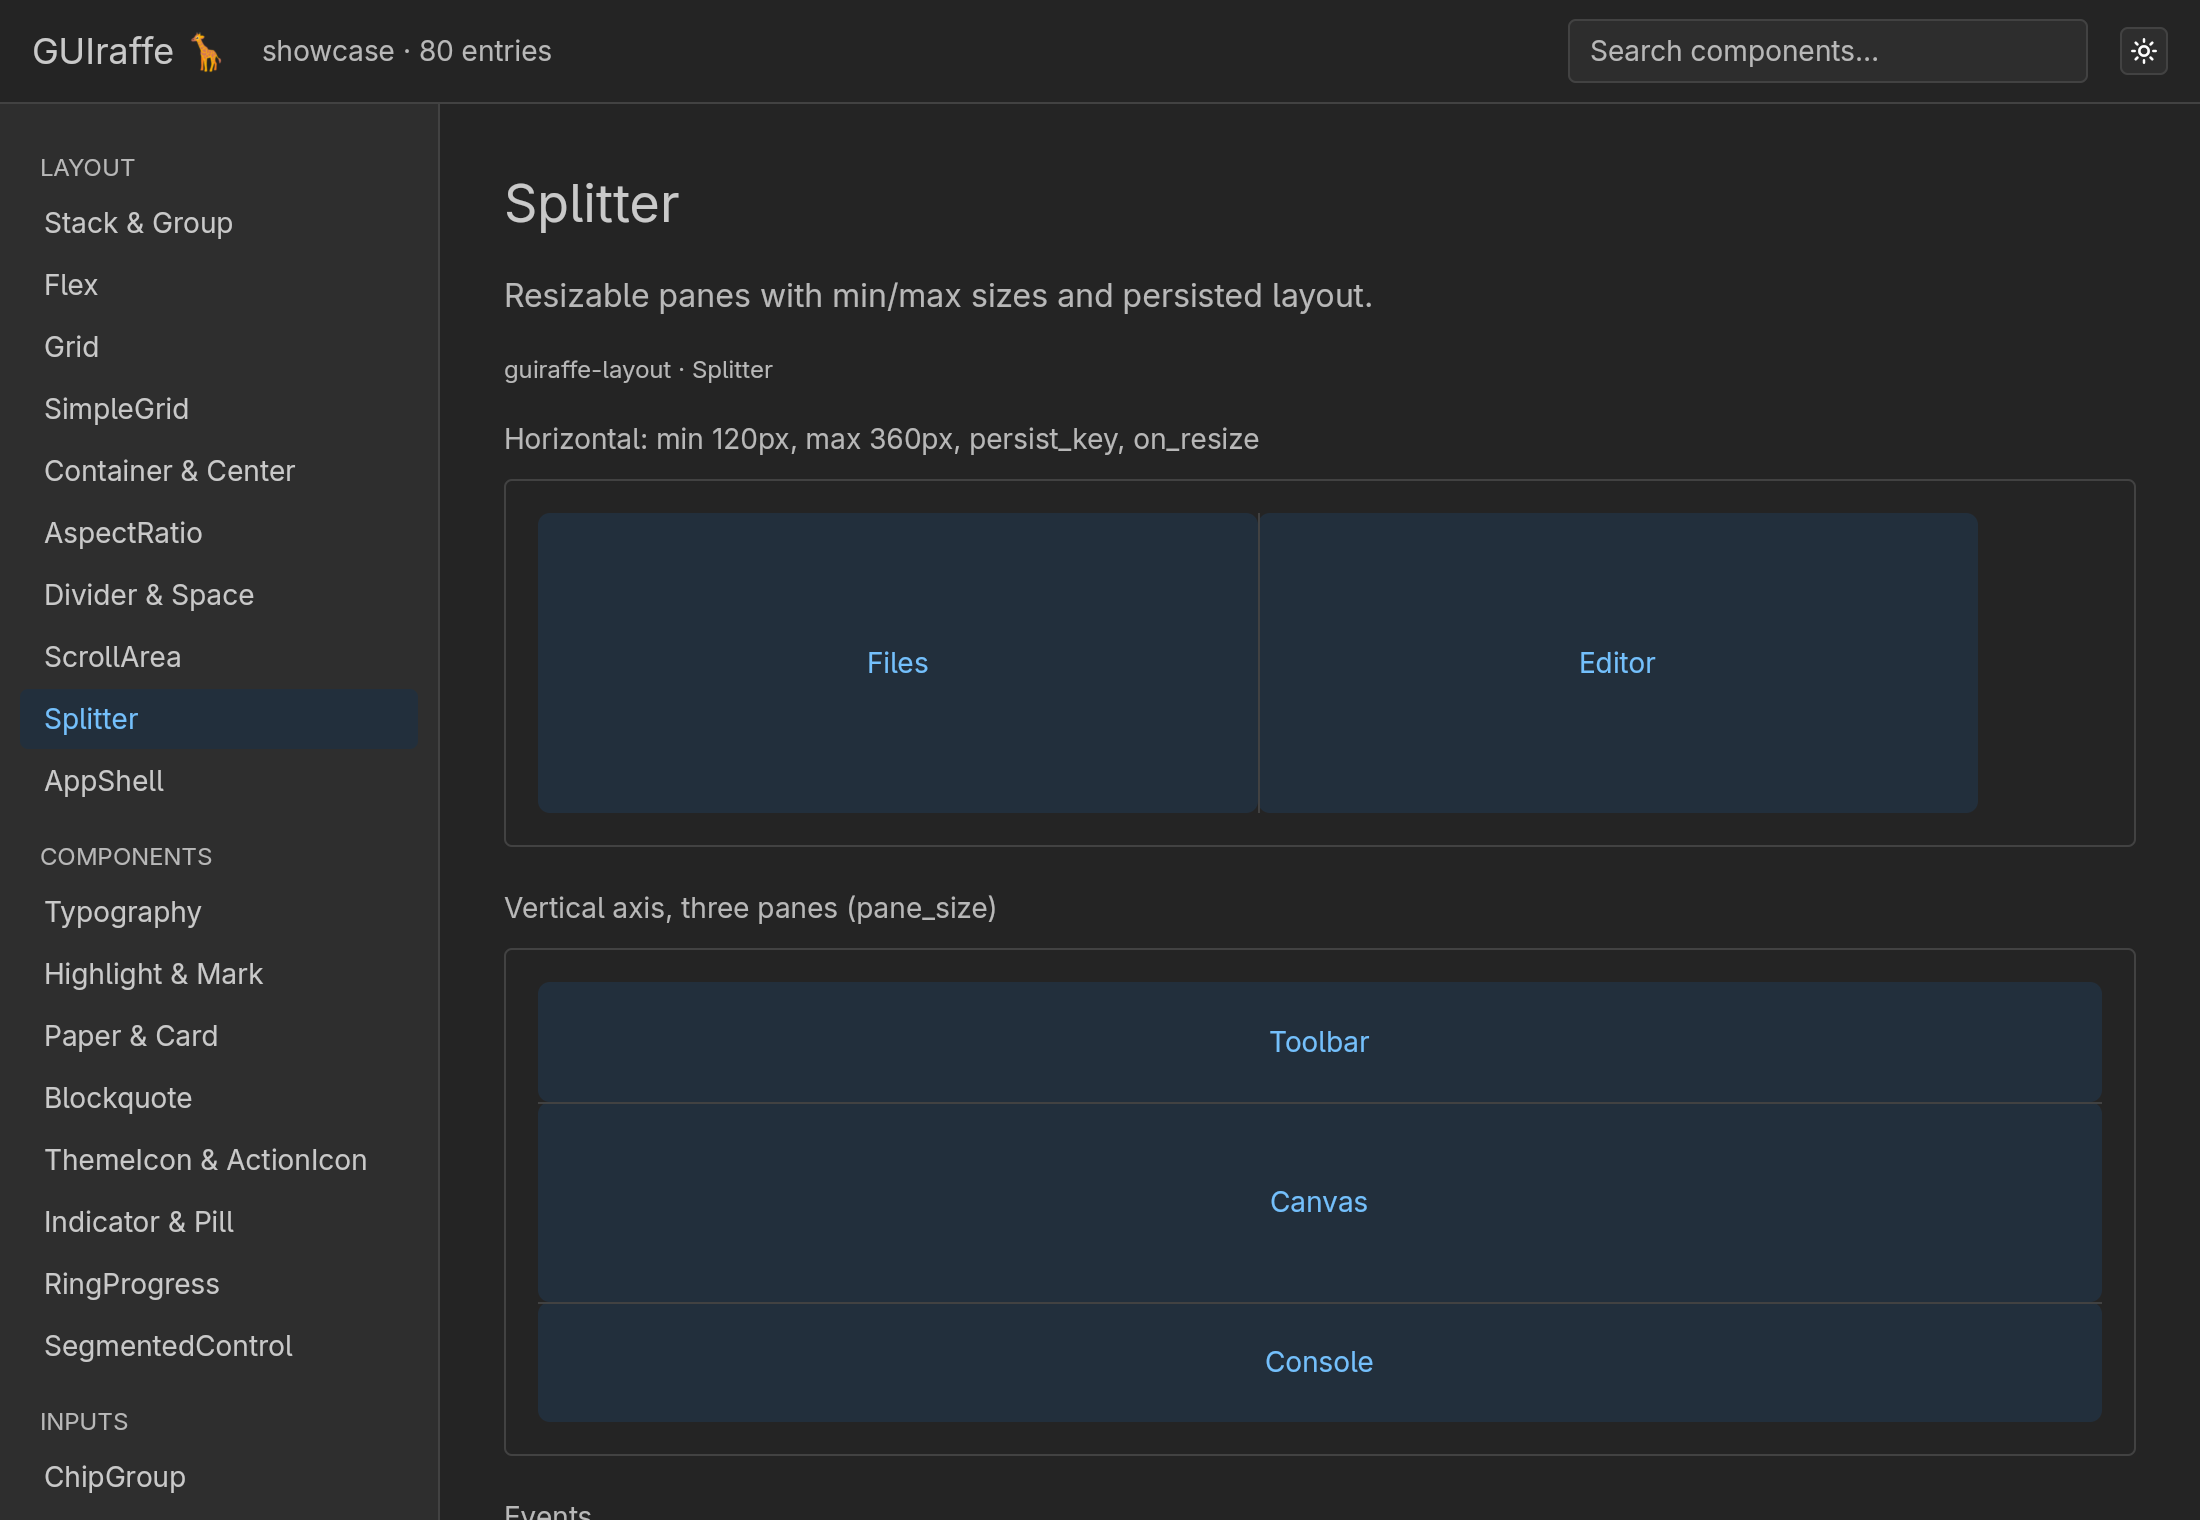 GUIraffe 🦒 showcase · 80 entries Search components...
LAYOUT
Stack & Group
Flex
Grid
SimpleGrid
Container & Center
AspectRatio
Divider & Space
ScrollArea
Splitter
AppShell
COMPONENTS
Typography
Highlight & Mark
Paper & Card
Blockquote
ThemeIcon & ActionIcon
Indicator & Pill
RingProgress
SegmentedControl
INPUTS
ChipGroup
Splitter
Resizable panes with min/max sizes and persisted layout.
guiraffe-layout · Splitter
Horizontal: min 120px, max 360px, persist_key, on_resize
Files
Editor
Vertical axis, three panes (pane_size)
Toolbar
Canvas
Console
Events